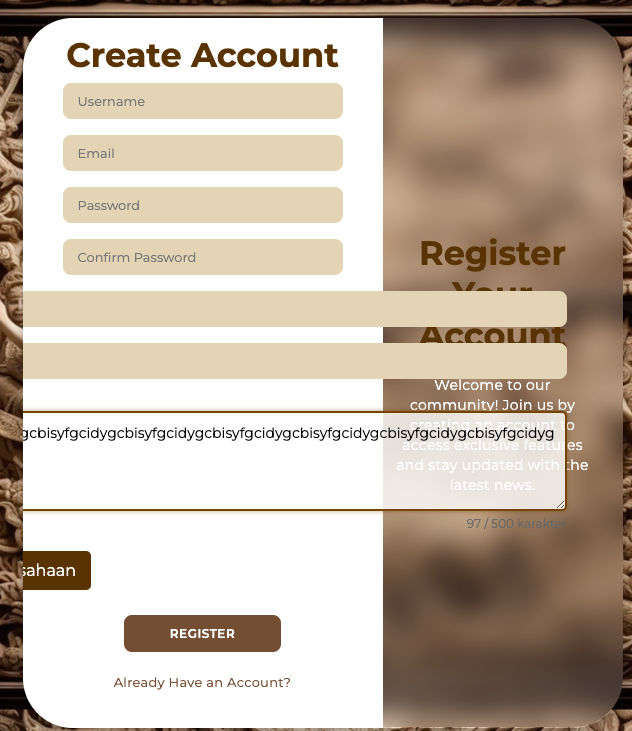 Create Account
Username
Email
Password
Confirm Password
Register
Your
Account
Welcome to our
community! Join us by
creating an account to
access exclusive features
and stay updated with the
latest news.
gcbisyfgcidygcbisyfgcidygcbisyfgcidygcbisyfgcidygcbisyfgcidygcbisyfgcidyg
97 / 500 karakter
sahaan
REGISTER
Already Have an Account?